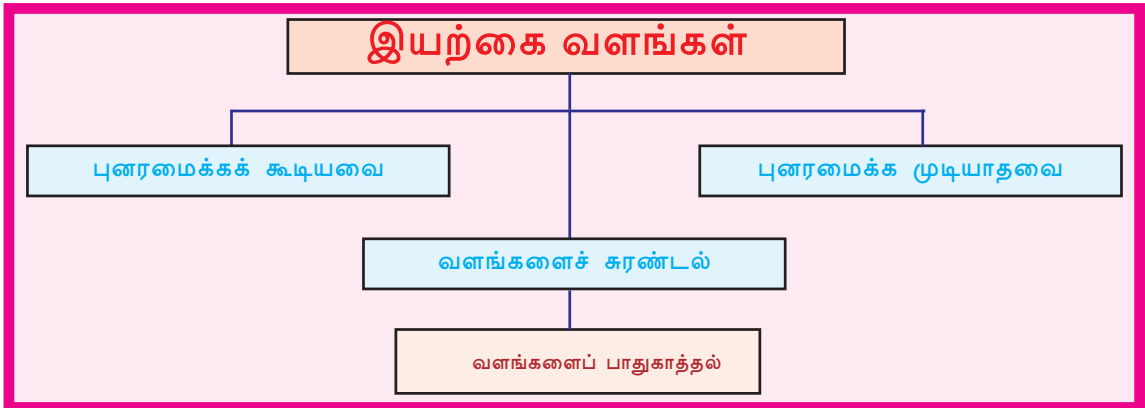 இயற்கை வளங்கள்
புனரமைக்கக் கூடியவை
புனரமைக்க முடியாதவை
வளங்களைச் சுரண்டல்
வளங்களைப் பாதுகாத்தல்